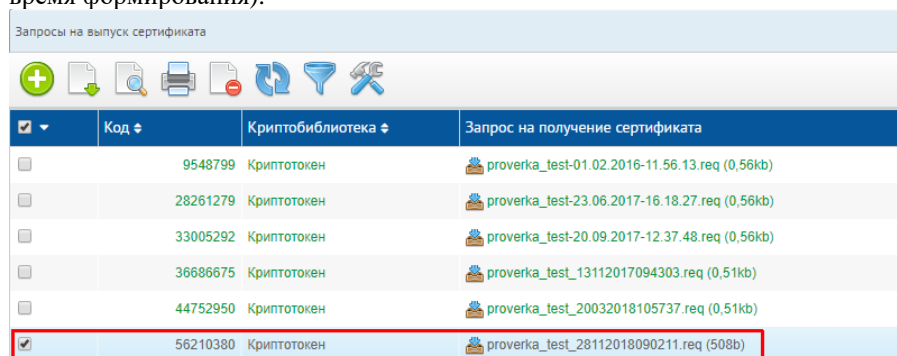 время формирования).
Запросы на выпуск сертификата
Код Криптобиблиотека Запрос на получение сертификата
9548799 Криптотокен proverka_test-01.02.2016-11.56.13.req (0,56kb)
28261279 Криптотокен proverka_test-23.06.2017-16.18.27.req (0,56kb)
33005292 Криптотокен proverka_test-20.09.2017-12.37.48.req (0,56kb)
36686675 Криптотокен proverka_test_13112017094303.req (0,51kb)
44752950 Криптотокен proverka_test_20032018105737.req (0,51kb)
56210380 Криптотокен proverka_test_28112018090211.req (508b)